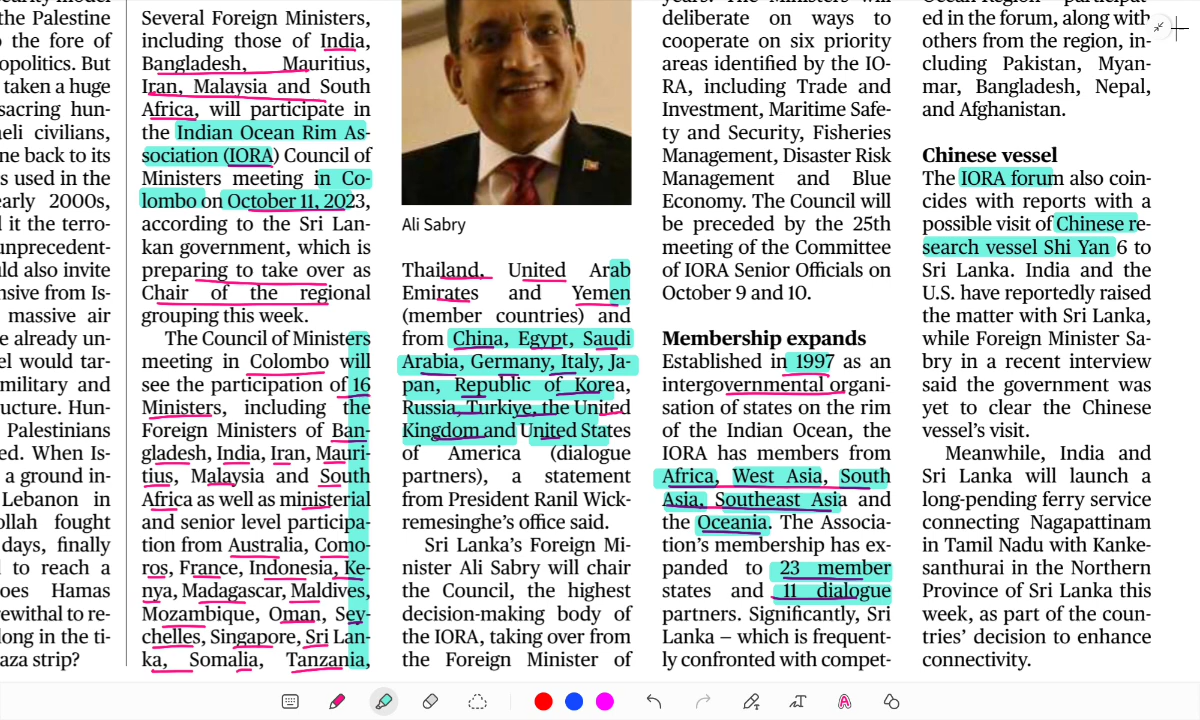 security model
the Palestine
the fore of
opolitics. But
taken a huge
sacring hun-
eli civilians,
ne back to its
s used in the
early 2000s,
d it the terro-
unprecedent-
ld also invite
nsive from Is-
massive air
e already un-
el would tar-
military and
ucture. Hun-
Palestinians
ed. When Is-
a ground in-
Lebanon in
ollah fought
days, finally
d to reach a
oes Hamas
rewithal to re-
long in the ti-
aza strip?
Several Foreign Ministers,
including those of India,
Bangladesh, Mauritius,
Iran, Malaysia and South
Africa, will participate in
the Indian Ocean Rim As-
sociation (IORA) Council of
Ministers meeting in Co-
lombo on October 11, 2023,
according to the Sri Lan-
kan government, which is
preparing to take over as
Chair of the regional
grouping this week.
The Council of Ministers
meeting in Colombo will
see the participation of 16
Ministers, including the
Foreign Ministers of Ban-
gladesh, India, Iran, Mauri-
tius, Malaysia and South
Africa as well as ministerial
and senior level participa-
tion from Australia, Como-
ros, France, Indonesia, Ke-
nya, Madagascar, Maldives,
Mozambique, Oman, Sey-
chelles, Singapore, Sri Lan-
ka, Somalia, Tanzania,
Ali Sabry
Thailand, United Arab
Emirates and Yemen
(member countries) and
from China, Egypt, Saudi
Arabia, Germany, Italy, Ja-
pan, Republic of Korea,
Russia, Turkiye, the United
Kingdom and United States
of America (dialogue
partners), a statement
from President Ranil Wick-
remesinghe's office said.
Sri Lanka's Foreign Mi-
nister Ali Sabry will chair
the Council, the highest
decision-making body of
the IORA, taking over from
the Foreign Minister of
years. The Ministers will
deliberate on ways to
cooperate on six priority
areas identified by the IO-
RA, including Trade and
Investment, Maritime Safe-
ty and Security, Fisheries
Management, Disaster Risk
Management and Blue
Economy. The Council will
be preceded by the 25th
meeting of the Committee
of IORA Senior Officials on
October 9 and 10.
Membership expands
Established in 1997 as an
intergovernmental organi-
sation of states on the rim
of the Indian Ocean, the
IORA has members from
Africa, West Asia, South
Asia, Southeast Asia and
the Oceania. The Associa-
tion's membership has ex-
panded to 23 member
states and 11 dialogue
partners. Significantly, Sri
Lanka – which is frequent-
ly confronted with compet-
Ocean Region – participat-
ed in the forum, along with
others from the region, in-
cluding Pakistan, Myan-
mar, Bangladesh, Nepal,
and Afghanistan.
Chinese vessel
The IORA forum also coin-
cides with reports with a
possible visit of Chinese re-
search vessel Shi Yan 6 to
Sri Lanka. India and the
U.S. have reportedly raised
the matter with Sri Lanka,
while Foreign Minister Sa-
bry in a recent interview
said the government was
yet to clear the Chinese
vessel's visit.
Meanwhile, India and
Sri Lanka will launch a
long-pending ferry service
connecting Nagapattinam
in Tamil Nadu with Kanke-
santhurai in the Northern
Province of Sri Lanka this
week, as part of the coun-
tries' decision to enhance
connectivity.